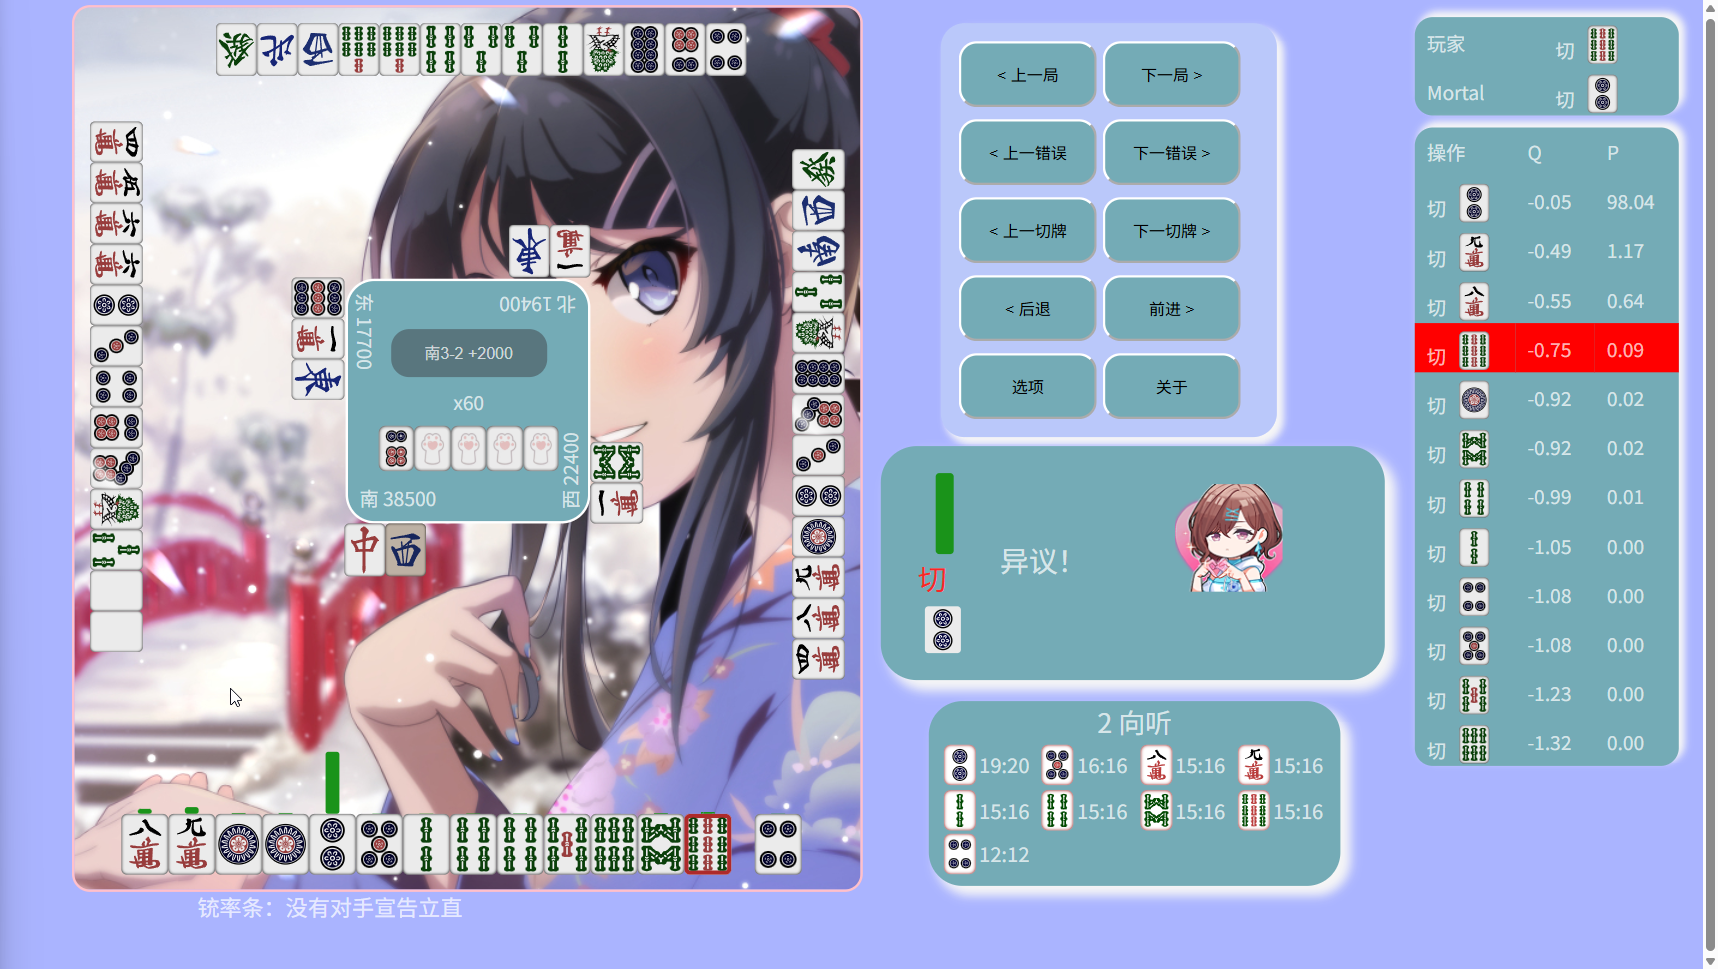 东 17700
北 19400
南3-2 +2000
x60
西 22400
南 38500
铳率条：没有对手宣告立直
< 上一局
下一局 >
< 上一错误
下一错误 >
< 上一切牌
下一切牌 >
< 后退
前进 >
选项
关于
切
异议！
2 向听
19:20 16:16 15:16 15:16
15:16 15:16 15:16 15:16
12:12
玩家 切
Mortal 切
操作 Q P
切 -0.05 98.04
切 -0.49 1.17
切 -0.55 0.64
切 -0.75 0.09
切 -0.92 0.02
切 -0.92 0.02
切 -0.99 0.01
切 -1.05 0.00
切 -1.08 0.00
切 -1.08 0.00
切 -1.23 0.00
切 -1.32 0.00